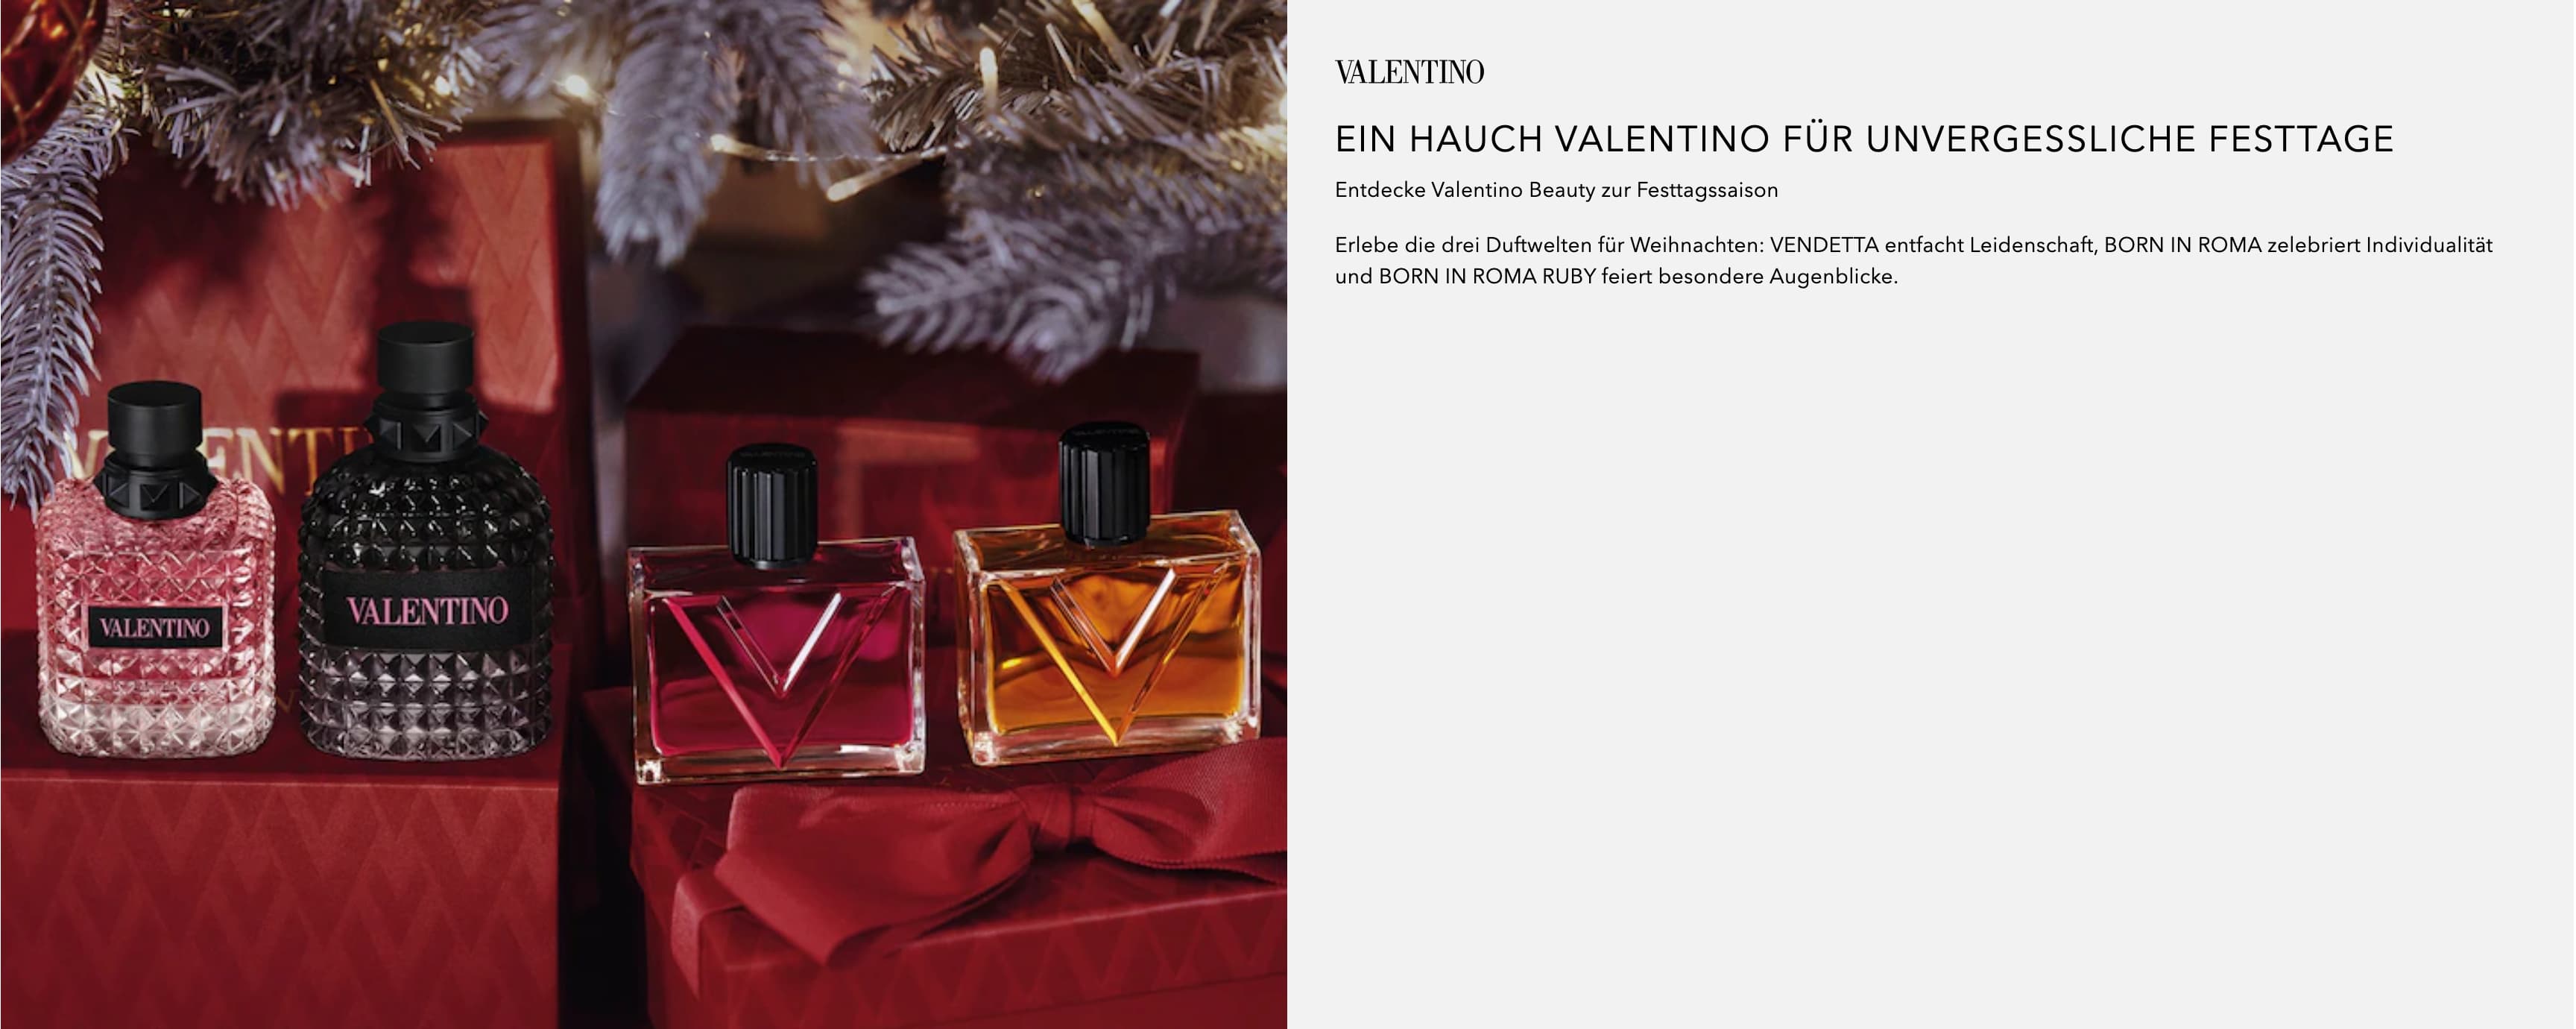 VALENTINO
EIN HAUCH VALENTINO FÜR UNVERGESSLICHE FESTTAGE
Entdecke Valentino Beauty zur Festtagssaison
Erlebe die drei Duftwelten für Weihnachten: VENDETTA entfacht Leidenschaft, BORN IN ROMA zelebriert Individualität
und BORN IN ROMA RUBY feiert besondere Augenblicke.
VALENTINO
VALENTINO